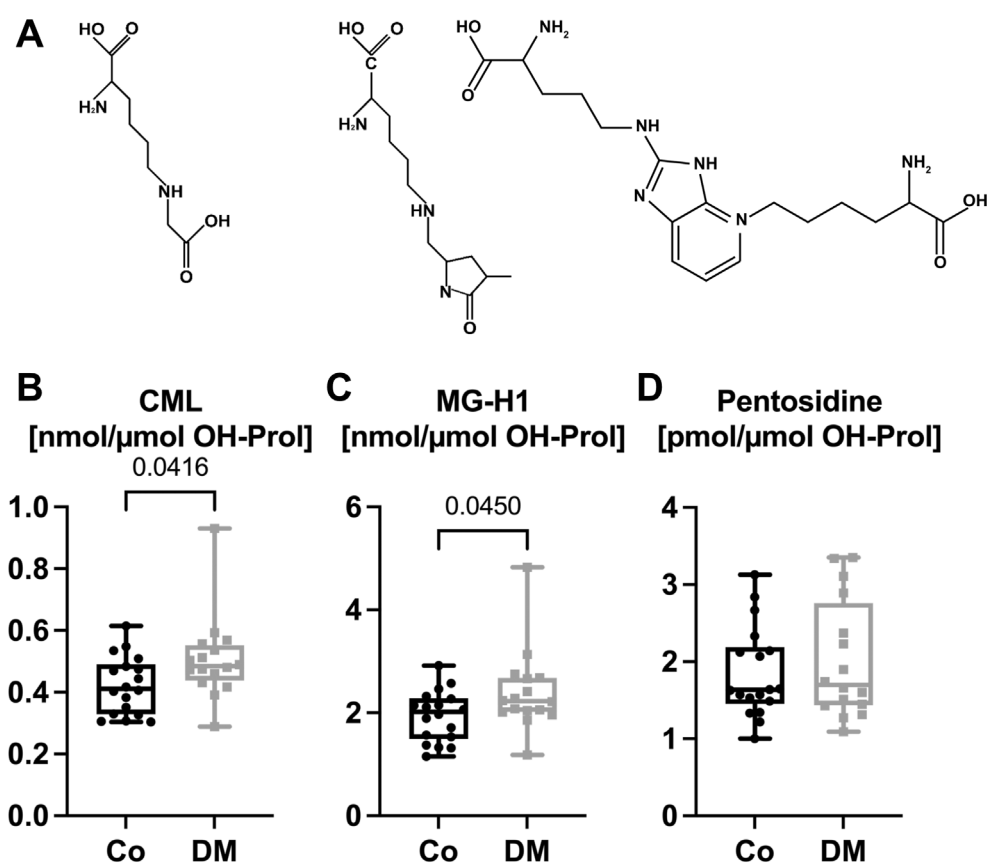 A
HO
O
H₂N
NH
OH
O
HO
O
C
H₂N
HN
N
O
HO
NH₂
O
NH
NH
N
N
NH₂
OH
O
B
CML
[nmol/µmol OH-Prol]
0.0416
1.0
0.8
0.6
0.4
0.2
0.0
Co
DM
C
MG-H1
[nmol/µmol OH-Prol]
0.0450
6
4
2
0
Co
DM
D
Pentosidine
[pmol/µmol OH-Prol]
4
3
2
1
0
Co
DM